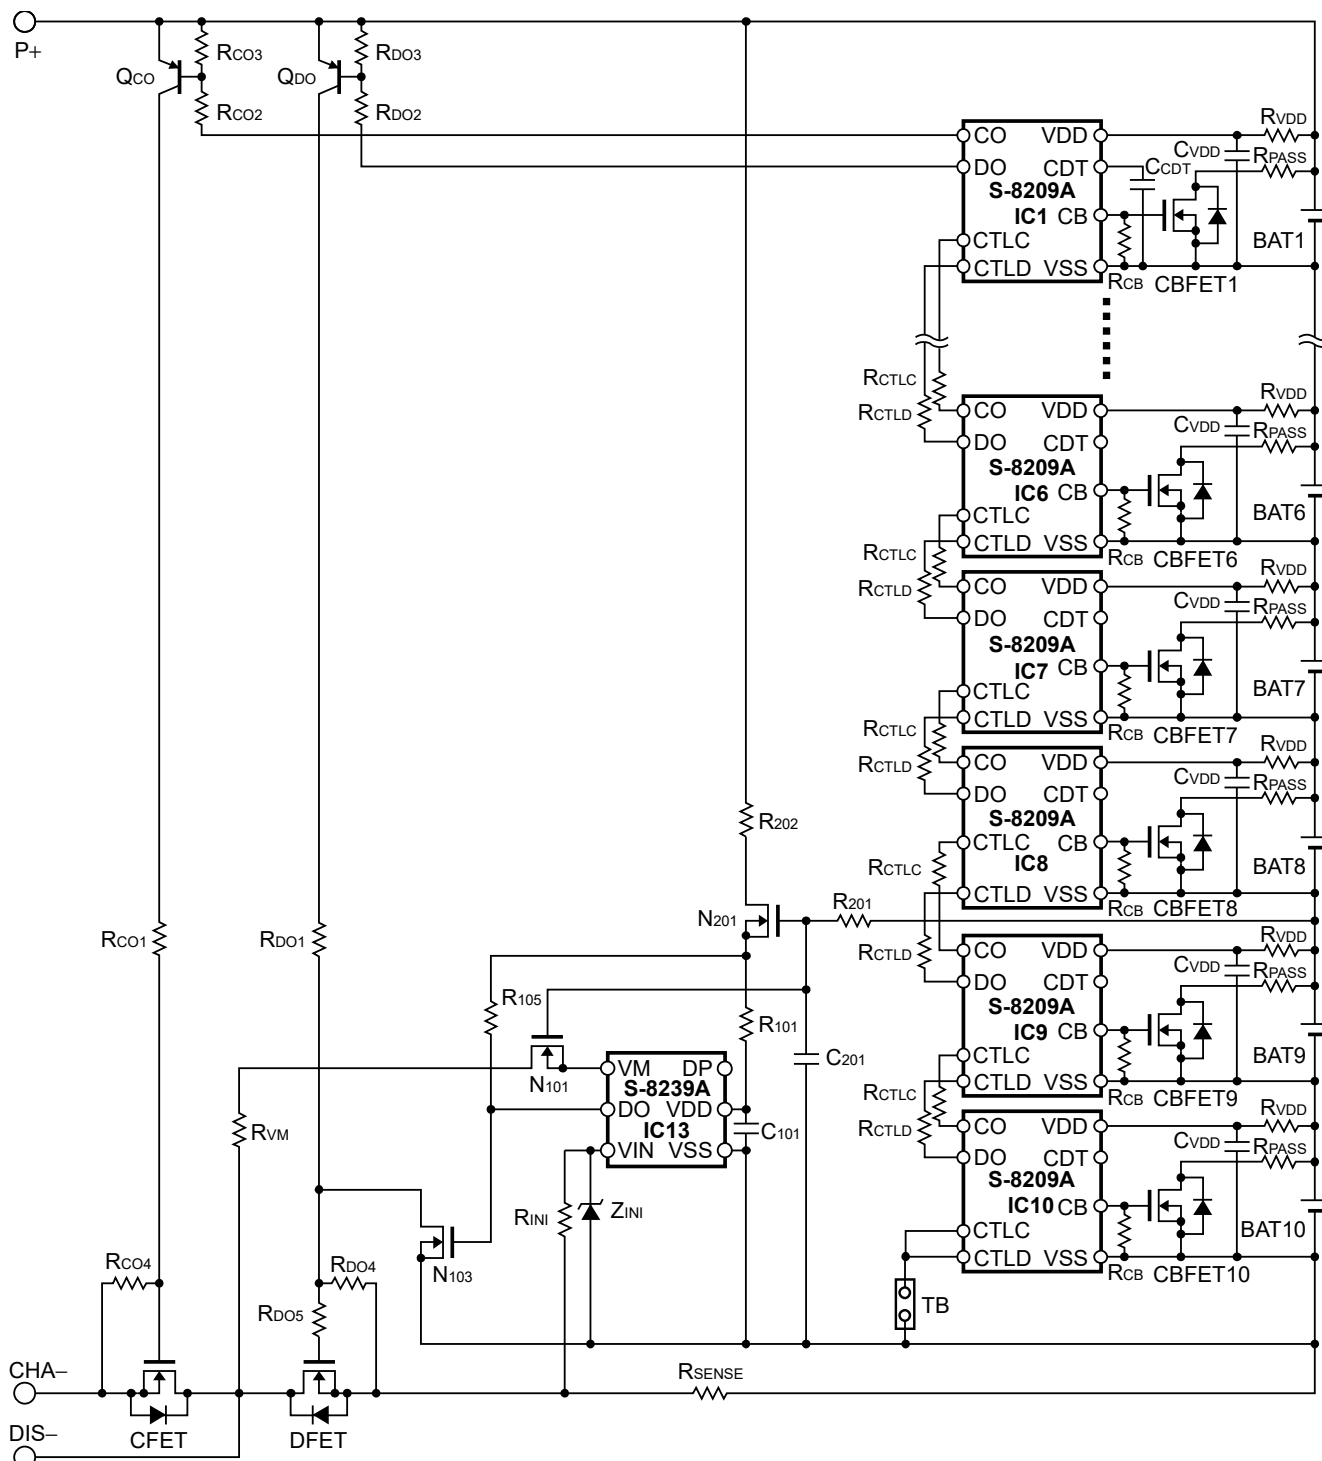 P+
QCO
RCO3
RCO2
QDO
RDO3
RDO2
CO
VDD
DO
CDT
S-8209A
IC1
CB
CTLC
CTLD
VSS
RVDD
CVDD
RPASS
CCDT
BAT1
RCB
CBFET1
RCTLC
RCTLD
CO
VDD
DO
CDT
S-8209A
IC6
CB
CTLC
CTLD
VSS
RVDD
CVDD
RPASS
BAT6
RCB
CBFET6
RCTLC
RCTLD
CO
VDD
DO
CDT
S-8209A
IC7
CB
CTLC
CTLD
VSS
RVDD
CVDD
RPASS
BAT7
RCB
CBFET7
RCTLC
RCTLD
CO
VDD
DO
CDT
S-8209A
IC8
CB
CTLC
CTLD
VSS
RVDD
CVDD
RPASS
BAT8
RCB
CBFET8
RCTLC
RCTLD
CO
VDD
DO
CDT
S-8209A
IC9
CB
CTLC
CTLD
VSS
RVDD
CVDD
RPASS
BAT9
RCB
CBFET9
RCTLC
RCTLD
CO
VDD
DO
CDT
S-8209A
IC10
CB
CTLC
CTLD
VSS
RVDD
CVDD
RPASS
BAT10
RCB
CBFET10
TB
R202
N201
R201
RCO1
RDO1
R105
R101
C201
N101
VM
DP
S-8239A
DO
VDD
IC13
VIN
VSS
C101
RVM
RINI
ZINI
N103
RCO4
RDO4
RDO5
RSENSE
CHA–
DIS–
CFET
DFET